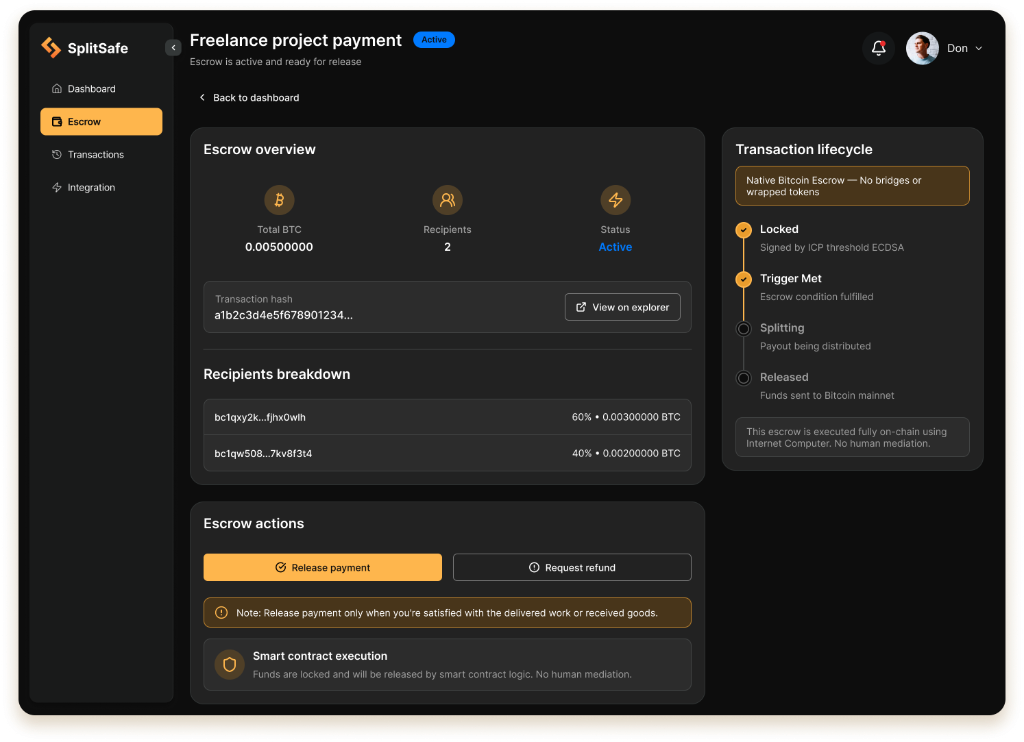 SplitSafe
Dashboard
Escrow
Transactions
Integration
Freelance project payment
Active
Escrow is active and ready for release
Don
Back to dashboard
Escrow overview
Total BTC
0.00500000
Recipients
2
Status
Active
Transaction hash
a1b2c3d4e5f678901234...
View on explorer
Recipients breakdown
bc1qxy2k...fjhx0wlh
60% • 0.00300000 BTC
bc1qw508...7kv8f3t4
40% • 0.00200000 BTC
Escrow actions
Release payment
Request refund
Note: Release payment only when you're satisfied with the delivered work or received goods.
Smart contract execution
Funds are locked and will be released by smart contract logic. No human mediation.
Transaction lifecycle
Native Bitcoin Escrow — No bridges or
wrapped tokens
Locked
Signed by ICP threshold ECDSA
Trigger Met
Escrow condition fulfilled
Splitting
Payout being distributed
Released
Funds sent to Bitcoin mainnet
This escrow is executed fully on-chain using
Internet Computer. No human mediation.